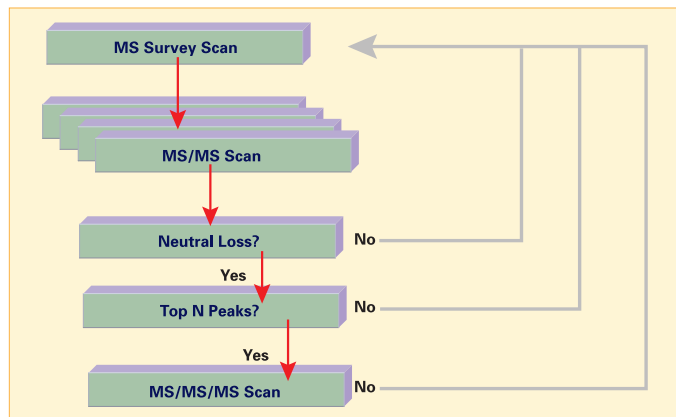 MS Survey Scan
MS/MS Scan
Neutral Loss?
No
Yes
Top N Peaks?
No
Yes
MS/MS/MS Scan
No